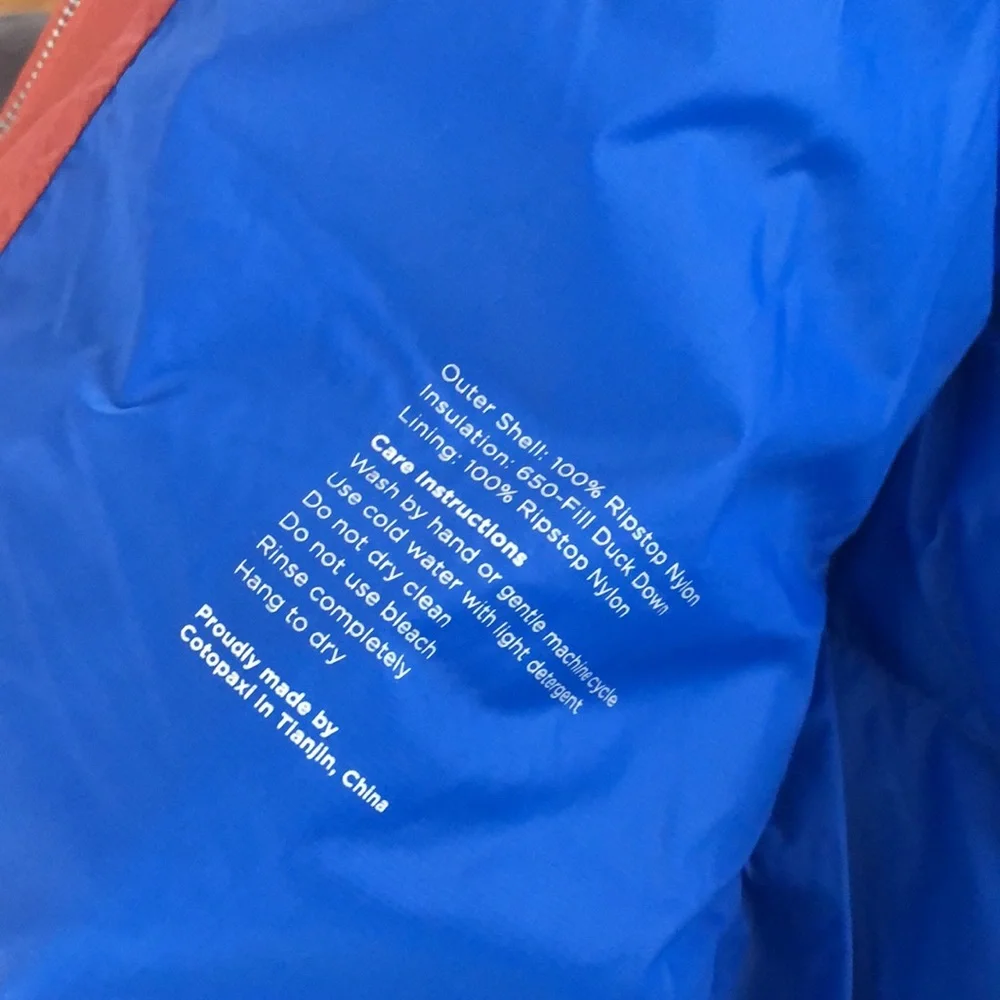 Outer Shell: 100% Ripstop Nylon
Insulation: 650-Fill Duck Down
Lining: 100% Ripstop Nylon
Care Instructions
Wash by hand or gentle machine cycle
Use cold water with light detergent
Do not dry clean
Do not use bleach
Rinse completely
Hang to dry
Proudly made by
Cotopaxi in Tianjin, China